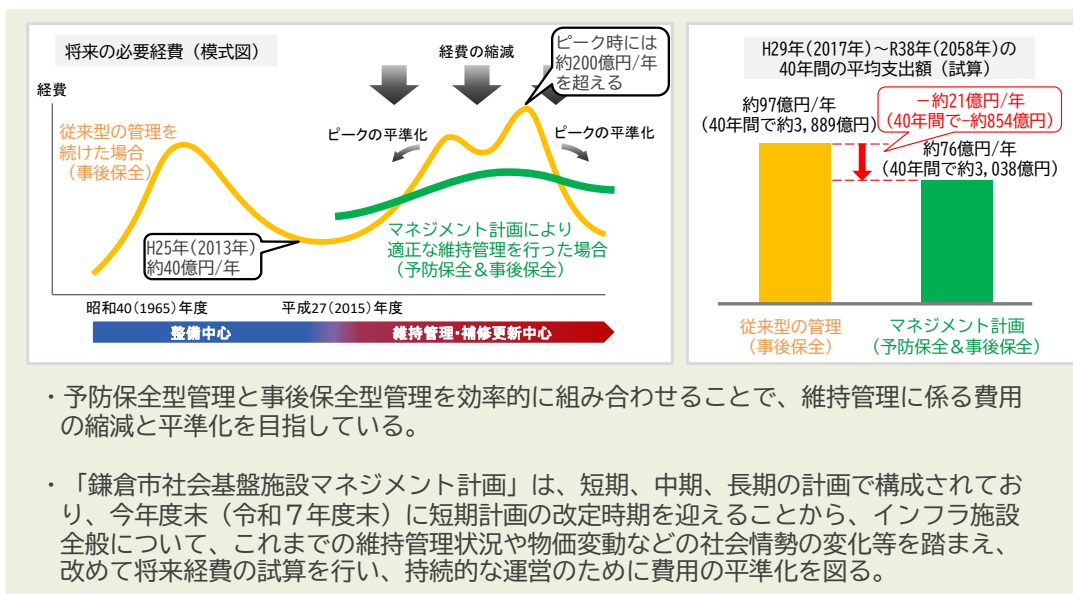 将来の必要経費（模式図）
経費の縮減
ピーク時には
約200億円/年
を超える
経費
従来型の管理を
続けた場合
（事後保全）
ピークの平準化
ピークの平準化
H25年(2013年)
約40億円/年
マネジメント計画により
適正な維持管理を行った場合
（予防保全＆事後保全）
昭和40(1965)年度
平成27(2015)年度
整備中心
維持管理・補修更新中心
H29年(2017年)～R38年(2058年)の
40年間の平均支出額（試算）
約97億円/年
(40年間で約3,889億円)
－約21億円/年
(40年間で-約854億円)
約76億円/年
(40年間で約3,038億円)
従来型の管理
（事後保全）
マネジメント計画
（予防保全＆事後保全）
・予防保全型管理と事後保全型管理を効率的に組み合わせることで、維持管理に係る費用
の縮減と平準化を目指している。
・「鎌倉市社会基盤施設マネジメント計画」は、短期、中期、長期の計画で構成されてお
り、今年度末（令和７年度末）に短期計画の改定時期を迎えることから、インフラ施設
全般について、これまでの維持管理状況や物価変動などの社会情勢の変化等を踏まえ、
改めて将来経費の試算を行い、持続的な運営のために費用の平準化を図る。